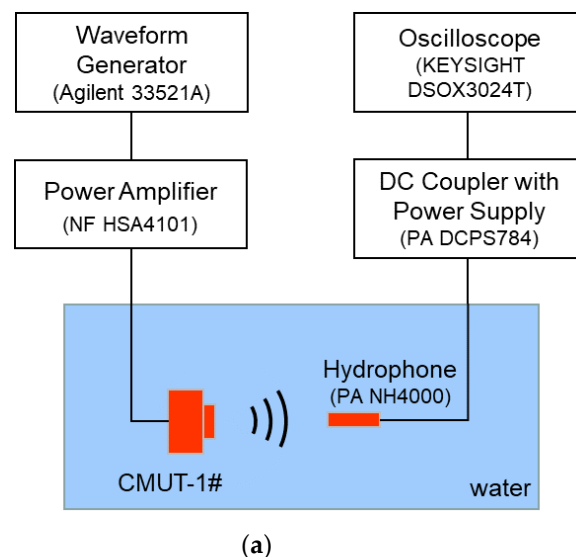 Waveform
Generator
(Agilent 33521A)
Oscilloscope
(KEYSIGHT
DSOX3024T)
Power Amplifier
(NF HSA4101)
DC Coupler with
Power Supply
(PA DCPS784)
Hydrophone
(PA NH4000)
CMUT-1#
water
(a)